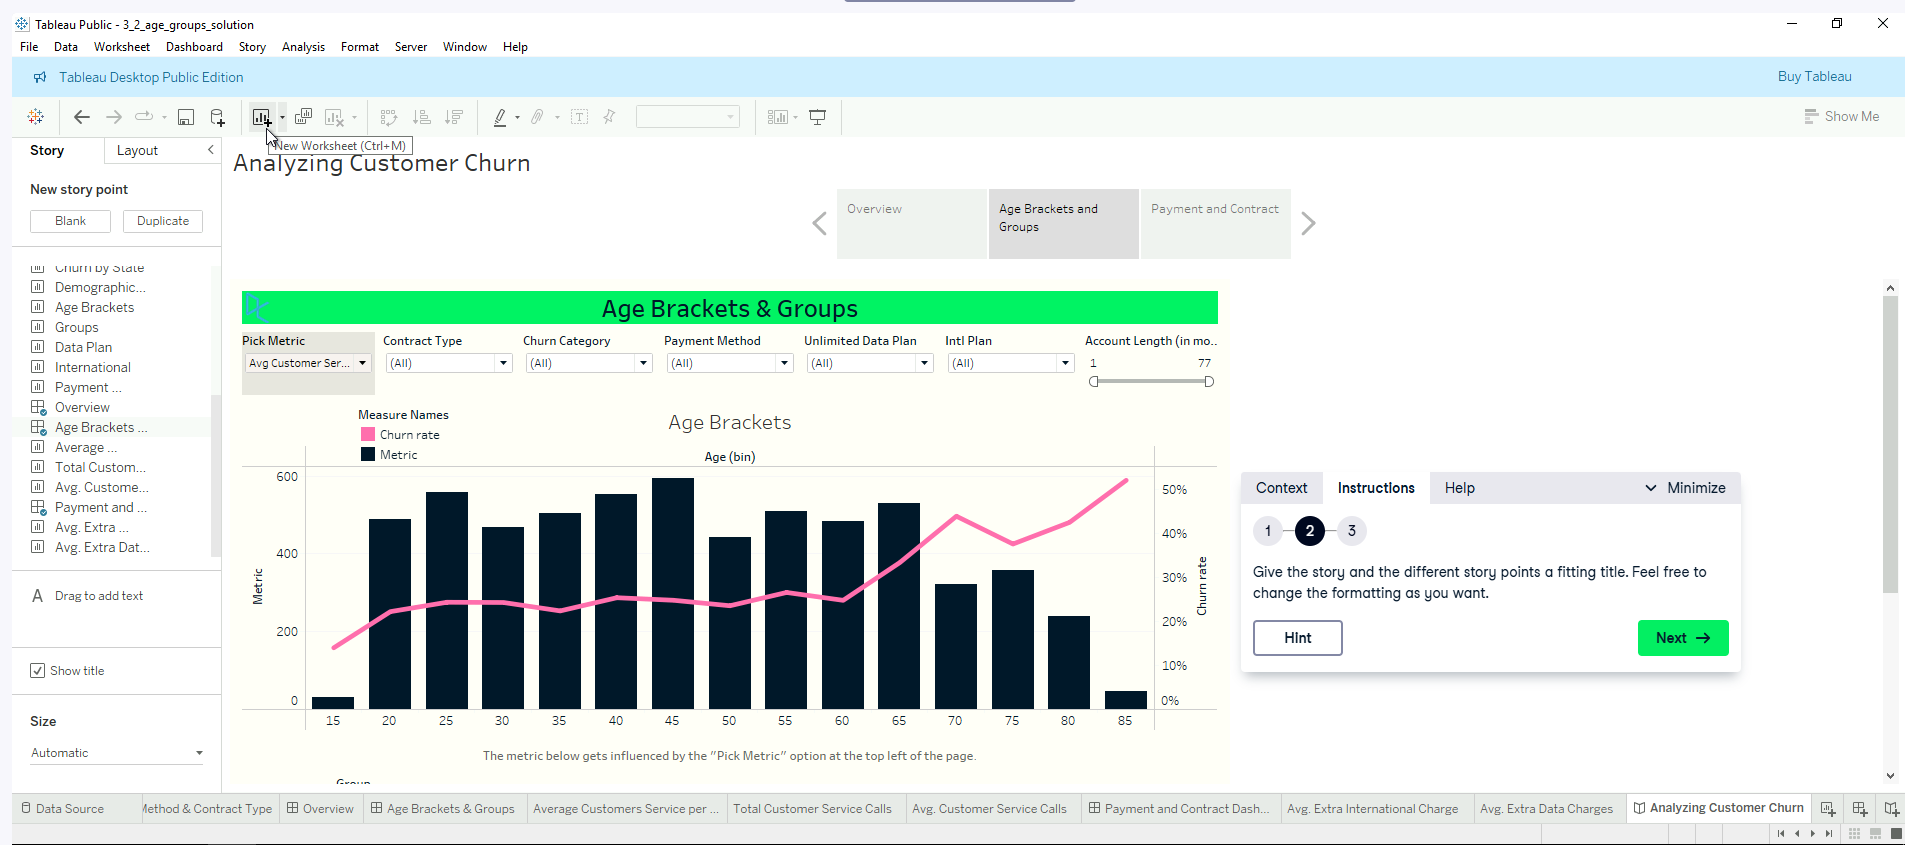 Tableau Public - 3_2_age_groups_solution
File Data Worksheet Dashboard Story Analysis Format Server Window Help
Tableau Desktop Public Edition
Buy Tableau
Show Me
New Worksheet (Ctrl+M)
Story Layout
New story point
Blank Duplicate
Churn by State
Demographic...
Age Brackets
Groups
Data Plan
International
Payment ...
Overview
Age Brackets ...
Average ...
Total Custom...
Avg. Custome...
Payment and ...
Avg. Extra ...
Avg. Extra Dat...
A Drag to add text
Show title
Size
Automatic
Analyzing Customer Churn
Overview
Age Brackets and
Groups
Payment and Contract
Age Brackets & Groups
Pick Metric Contract Type Churn Category Payment Method Unlimited Data Plan Intl Plan Account Length (in mo..
Avg Customer Ser... (All) (All) (All) (All) (All) 1 77
Measure Names
Churn rate
Metric
Age Brackets
Age (bin)
Metric
600
400
200
0
50%
40%
30%
20%
10%
0%
Churn rate
15 20 25 30 35 40 45 50 55 60 65 70 75 80 85
The metric below gets influenced by the "Pick Metric" option at the top left of the page.
Group
Context Instructions Help Minimize
1 2 3
Give the story and the different story points a fitting title. Feel free to
change the formatting as you want.
Hint Next
Data Source Method & Contract Type Overview Age Brackets & Groups Average Customers Service per ... Total Customer Service Calls Avg. Customer Service Calls Payment and Contract Dash... Avg. Extra International Charge Avg. Extra Data Charges Analyzing Customer Churn